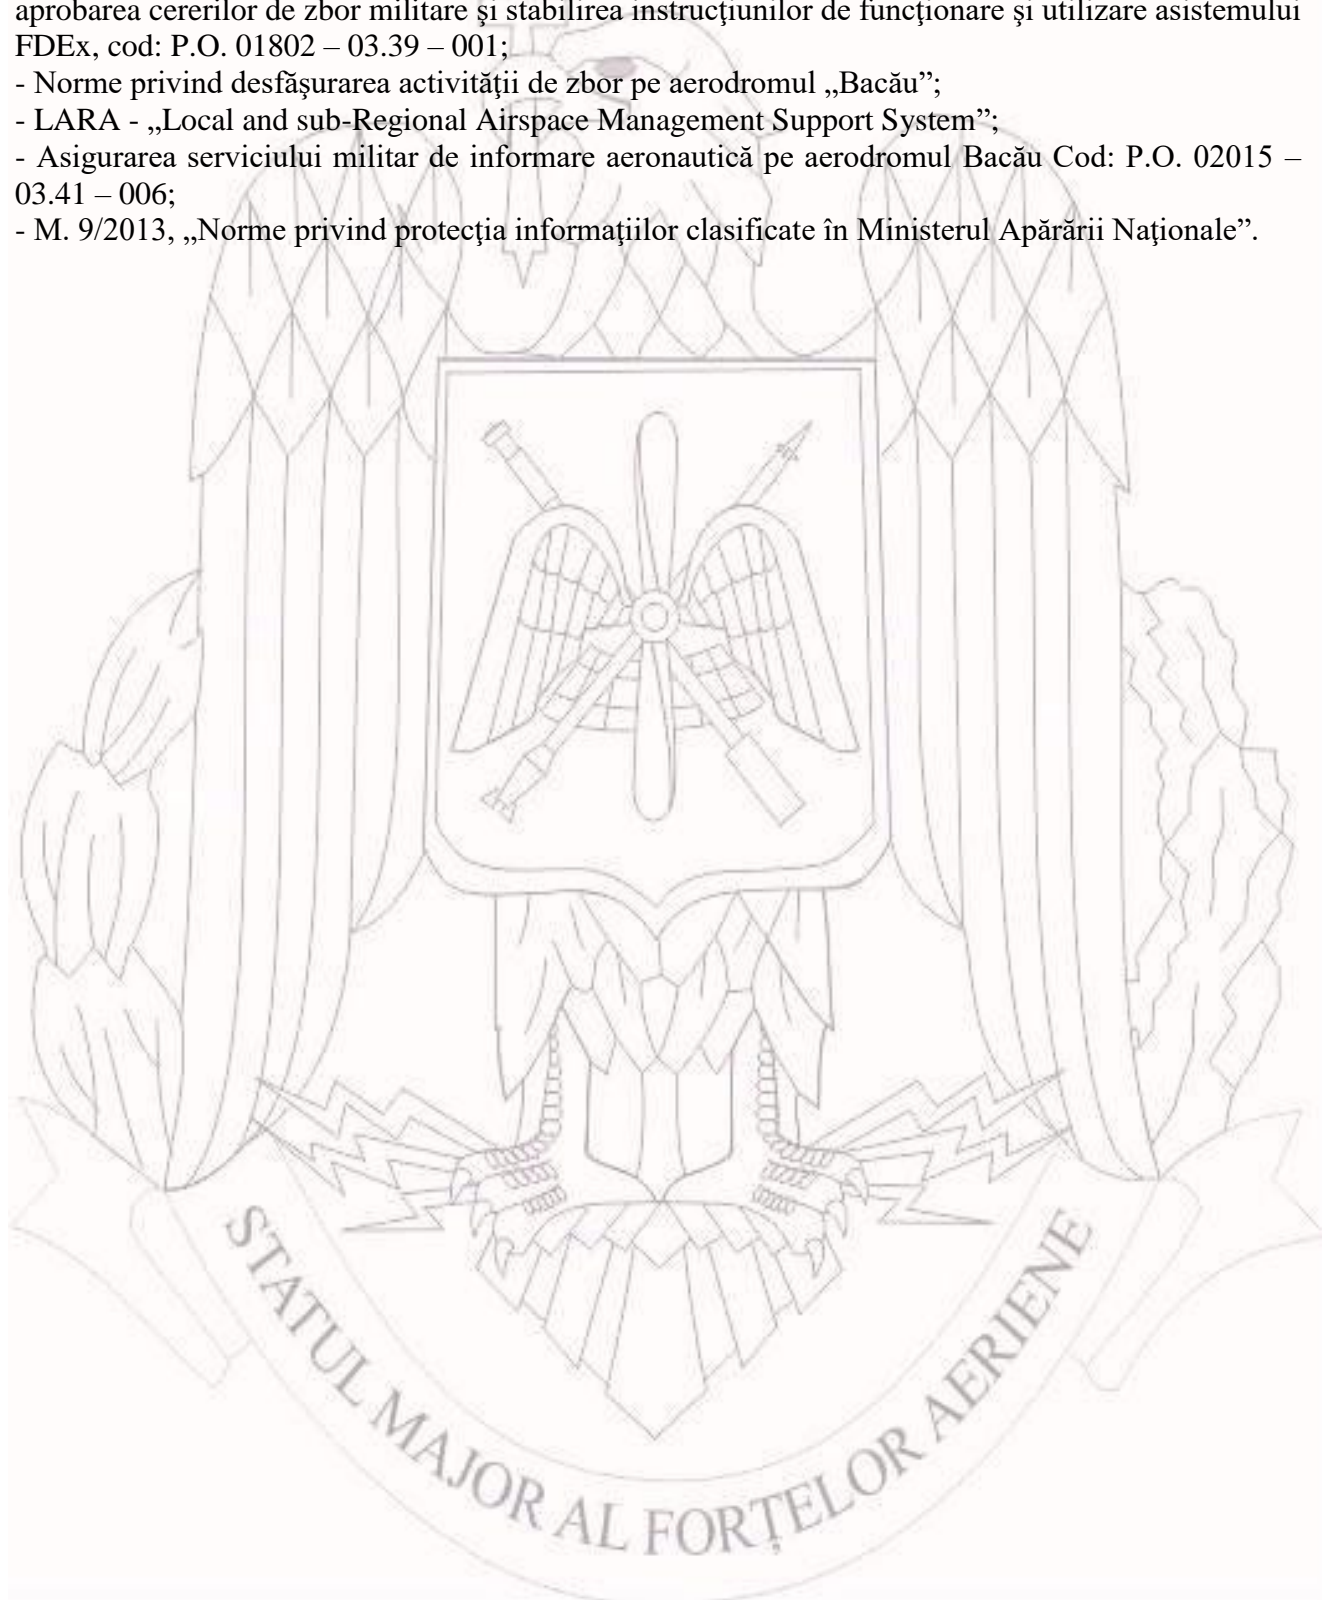 aprobarea cererilor de zbor militare şi stabilirea instrucţiunilor de funcţionare şi utilizare asistemului
FDEx, cod: P.O. 01802 – 03.39 – 001;
- Norme privind desfăşurarea activităţii de zbor pe aerodromul „Bacău”;
- LARA - „Local and sub-Regional Airspace Management Support System”;
- Asigurarea serviciului militar de informare aeronautică pe aerodromul Bacău Cod: P.O. 02015 –
03.41 – 006;
- M. 9/2013, „Norme privind protecţia informaţiilor clasificate în Ministerul Apărării Naţionale”.
STATUL MAJOR AL FORȚELOR AERIENE